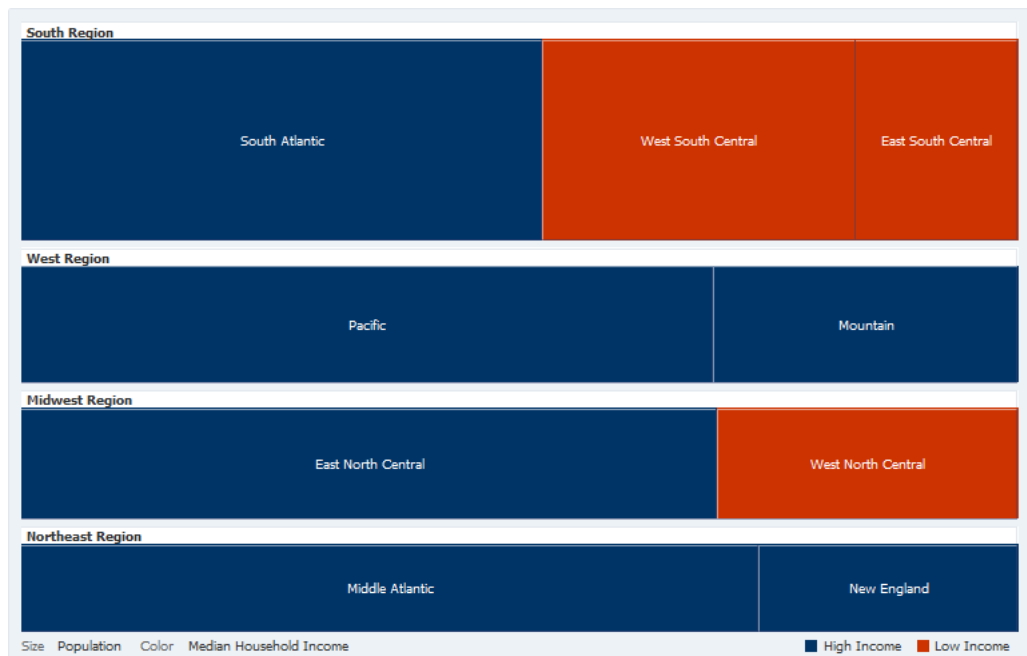 South Region
South Atlantic
West South Central
East South Central
West Region
Pacific
Mountain
Midwest Region
East North Central
West North Central
Northeast Region
Middle Atlantic
New England
Size Population Color Median Household Income
High Income Low Income